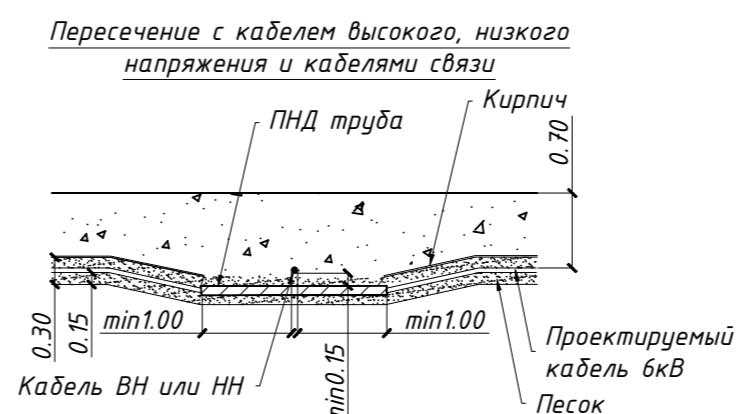 Пересечение с кабелем высокого, низкого
напряжения и кабелями связи
Кирпич
ПНД труба
0.70
0.30
0.15
min1.00
min1.00
min0.15
Проектируемый
кабель 6кВ
Кабель ВН или НН
Песок